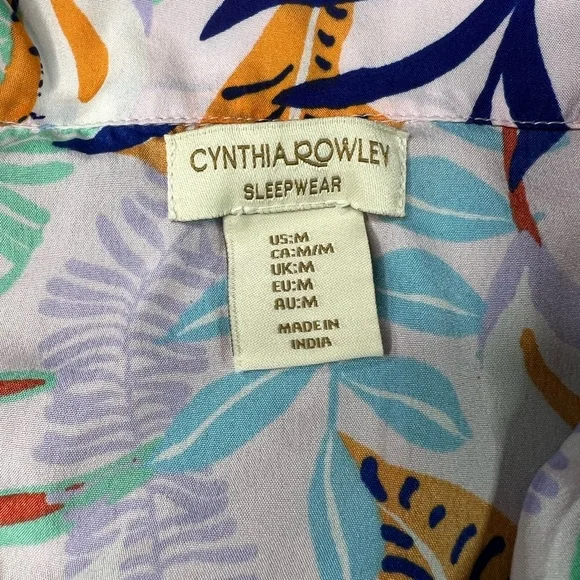 CYNTHIA ROWLEY
SLEEPWEAR
US:M
CA:M/M
UK:M
EU:M
AU:M
MADE IN
INDIA